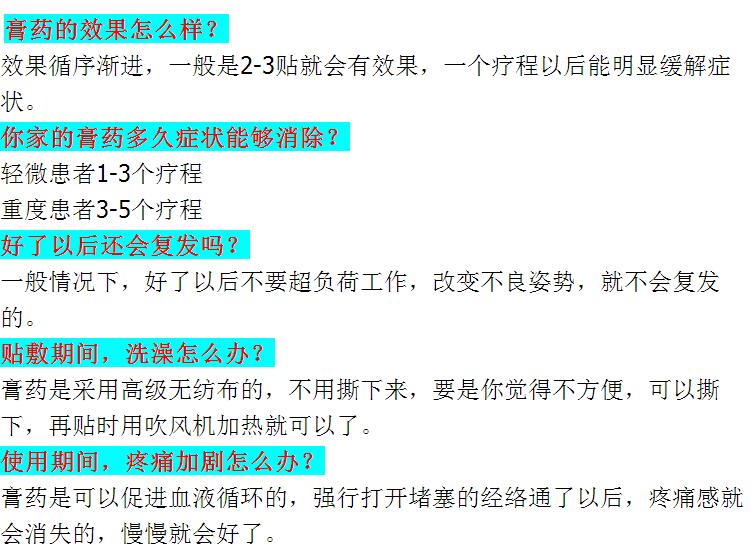 膏药的效果怎么样？
效果循序渐进，一般是2-3贴就会有效果，一个疗程以后能明显缓解症
状。
你家的膏药多久症状能够消除？
轻微患者1-3个疗程
重度患者3-5个疗程
好了以后还会复发吗？
一般情况下，好了以后不要超负荷工作，改变不良姿势，就不会复发
的。
贴敷期间，洗澡怎么办？
膏药是采用高级无纺布的，不用撕下来，要是你觉得不方便，可以撕
下，再贴时用吹风机加热就可以了。
使用期间，疼痛加剧怎么办？
膏药是可以促进血液循环的，强行打开堵塞的经络通了以后，疼痛感就
会消失的，慢慢就会好了。